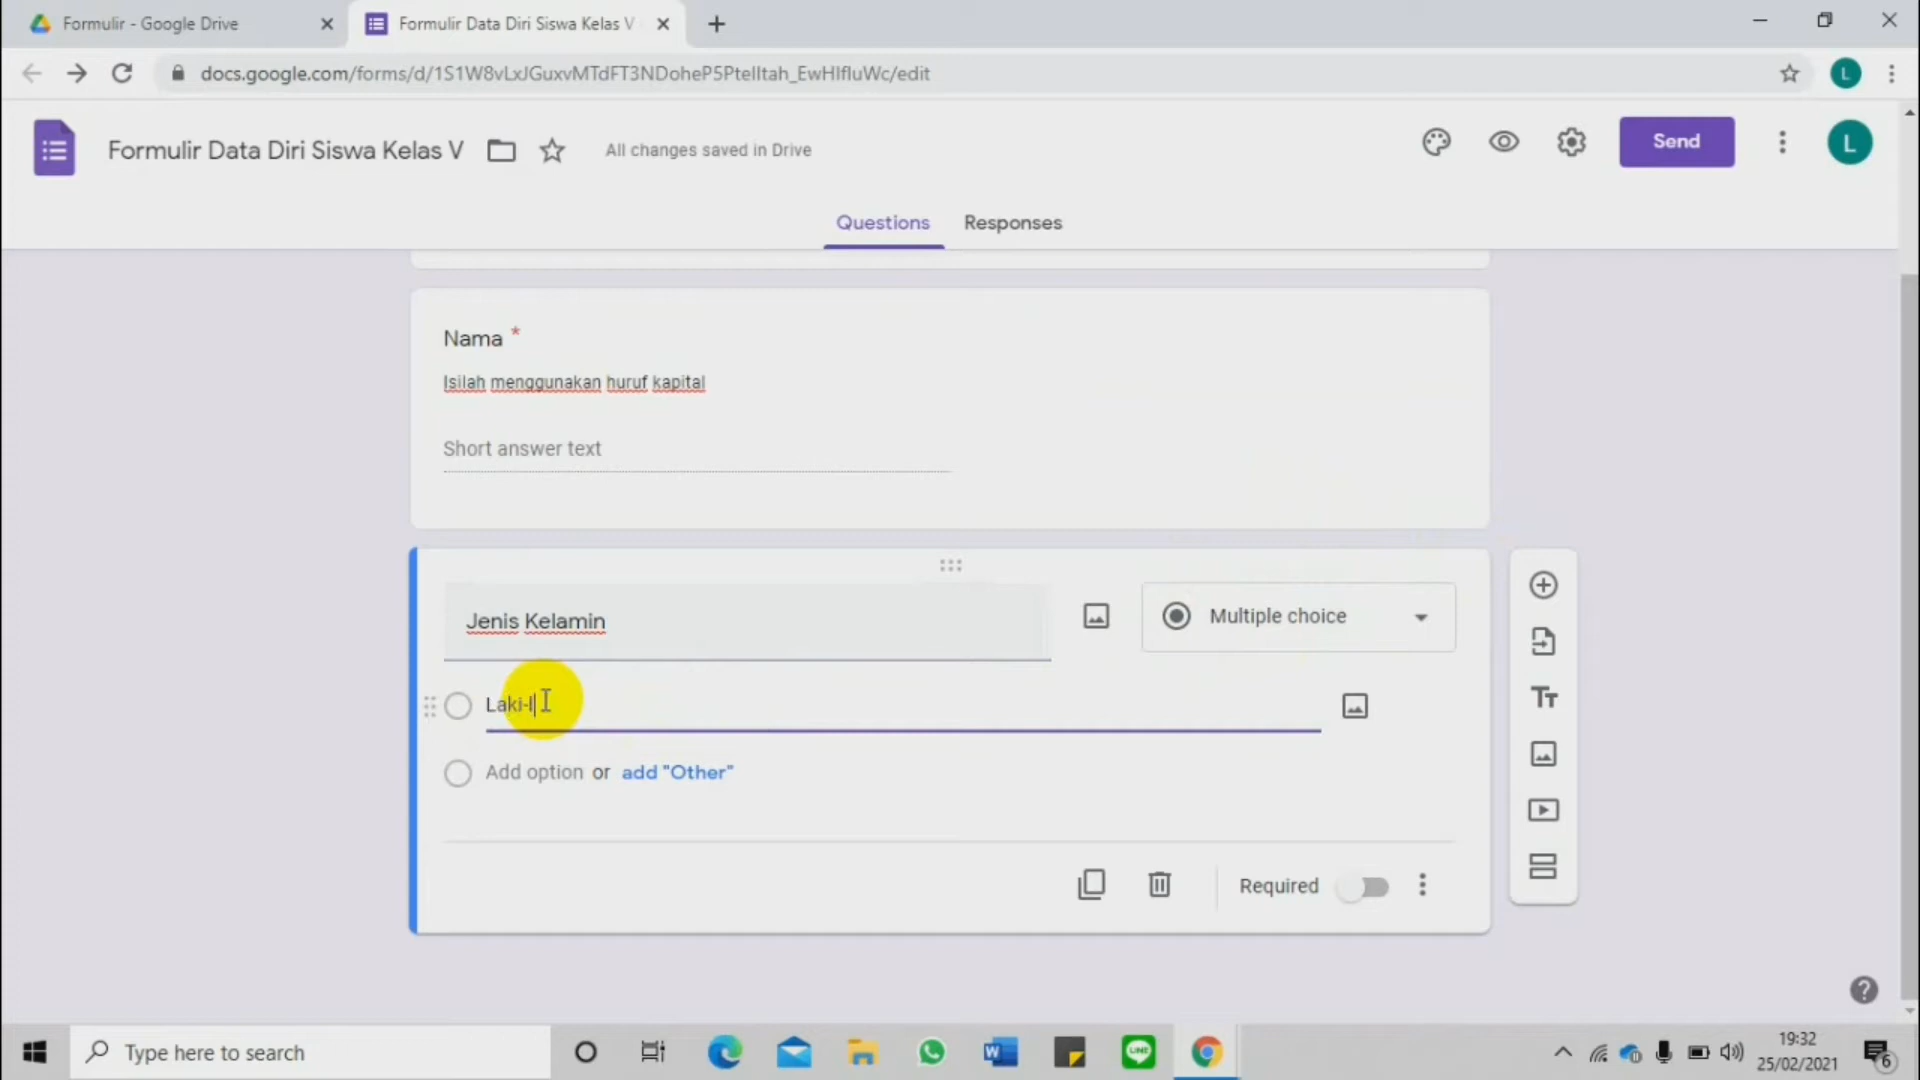 Formulir - Google Drive
Formulir Data Diri Siswa Kelas V
docs.google.com/forms/d/1S1W8vLxJGuxvMTdFT3NDoheP5PtelItah_EwHIfluWc/edit
L
Formulir Data Diri Siswa Kelas V
All changes saved in Drive
Send
L
Questions
Responses
Nama *
Isilah menggunakan huruf kapital
Short answer text
Jenis Kelamin
Multiple choice
Laki-l
Add option or add "Other"
Required
Type here to search
19:32
25/02/2021
6